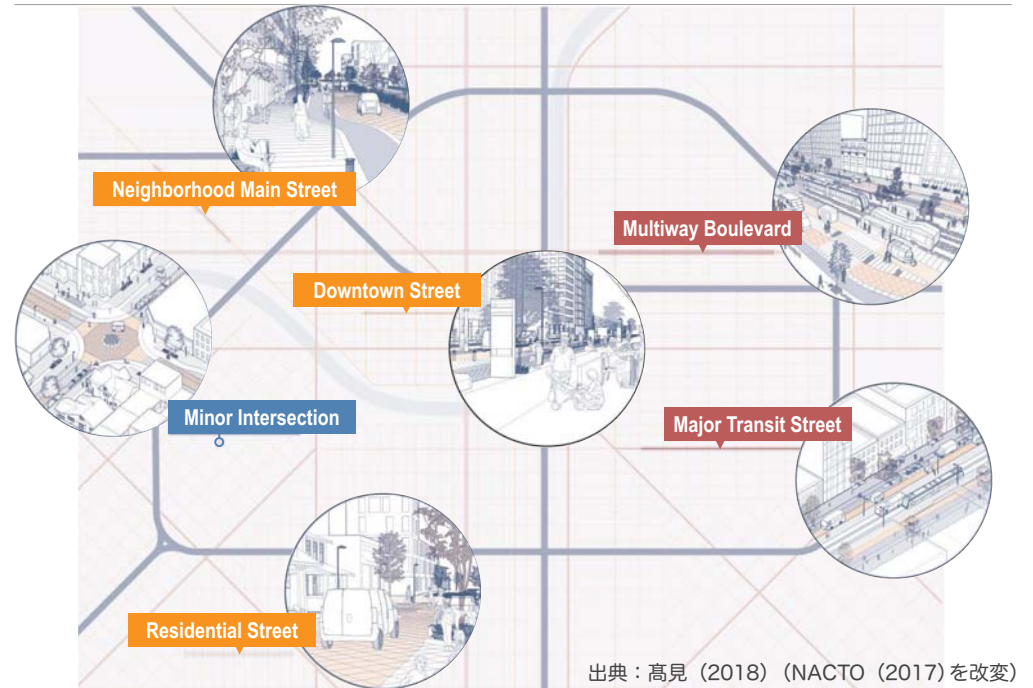 Neighborhood Main Street
Multiway Boulevard
Downtown Street
Minor Intersection
Major Transit Street
Residential Street
出典：髙見（2018）（NACTO（2017）を改変）